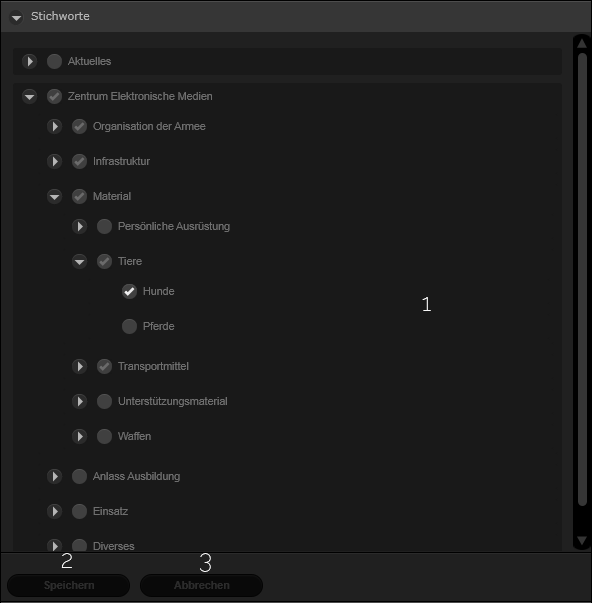 Stichworte
Aktuelles
Zentrum Elektronische Medien
Organisation der Armee
Infrastruktur
Material
Persönliche Ausrüstung
Tiere
Hunde
1
Pferde
Transportmittel
Unterstützungsmaterial
Waffen
Anlass Ausbildung
Einsatz
Diverses
2 3
Speichern Abbrechen